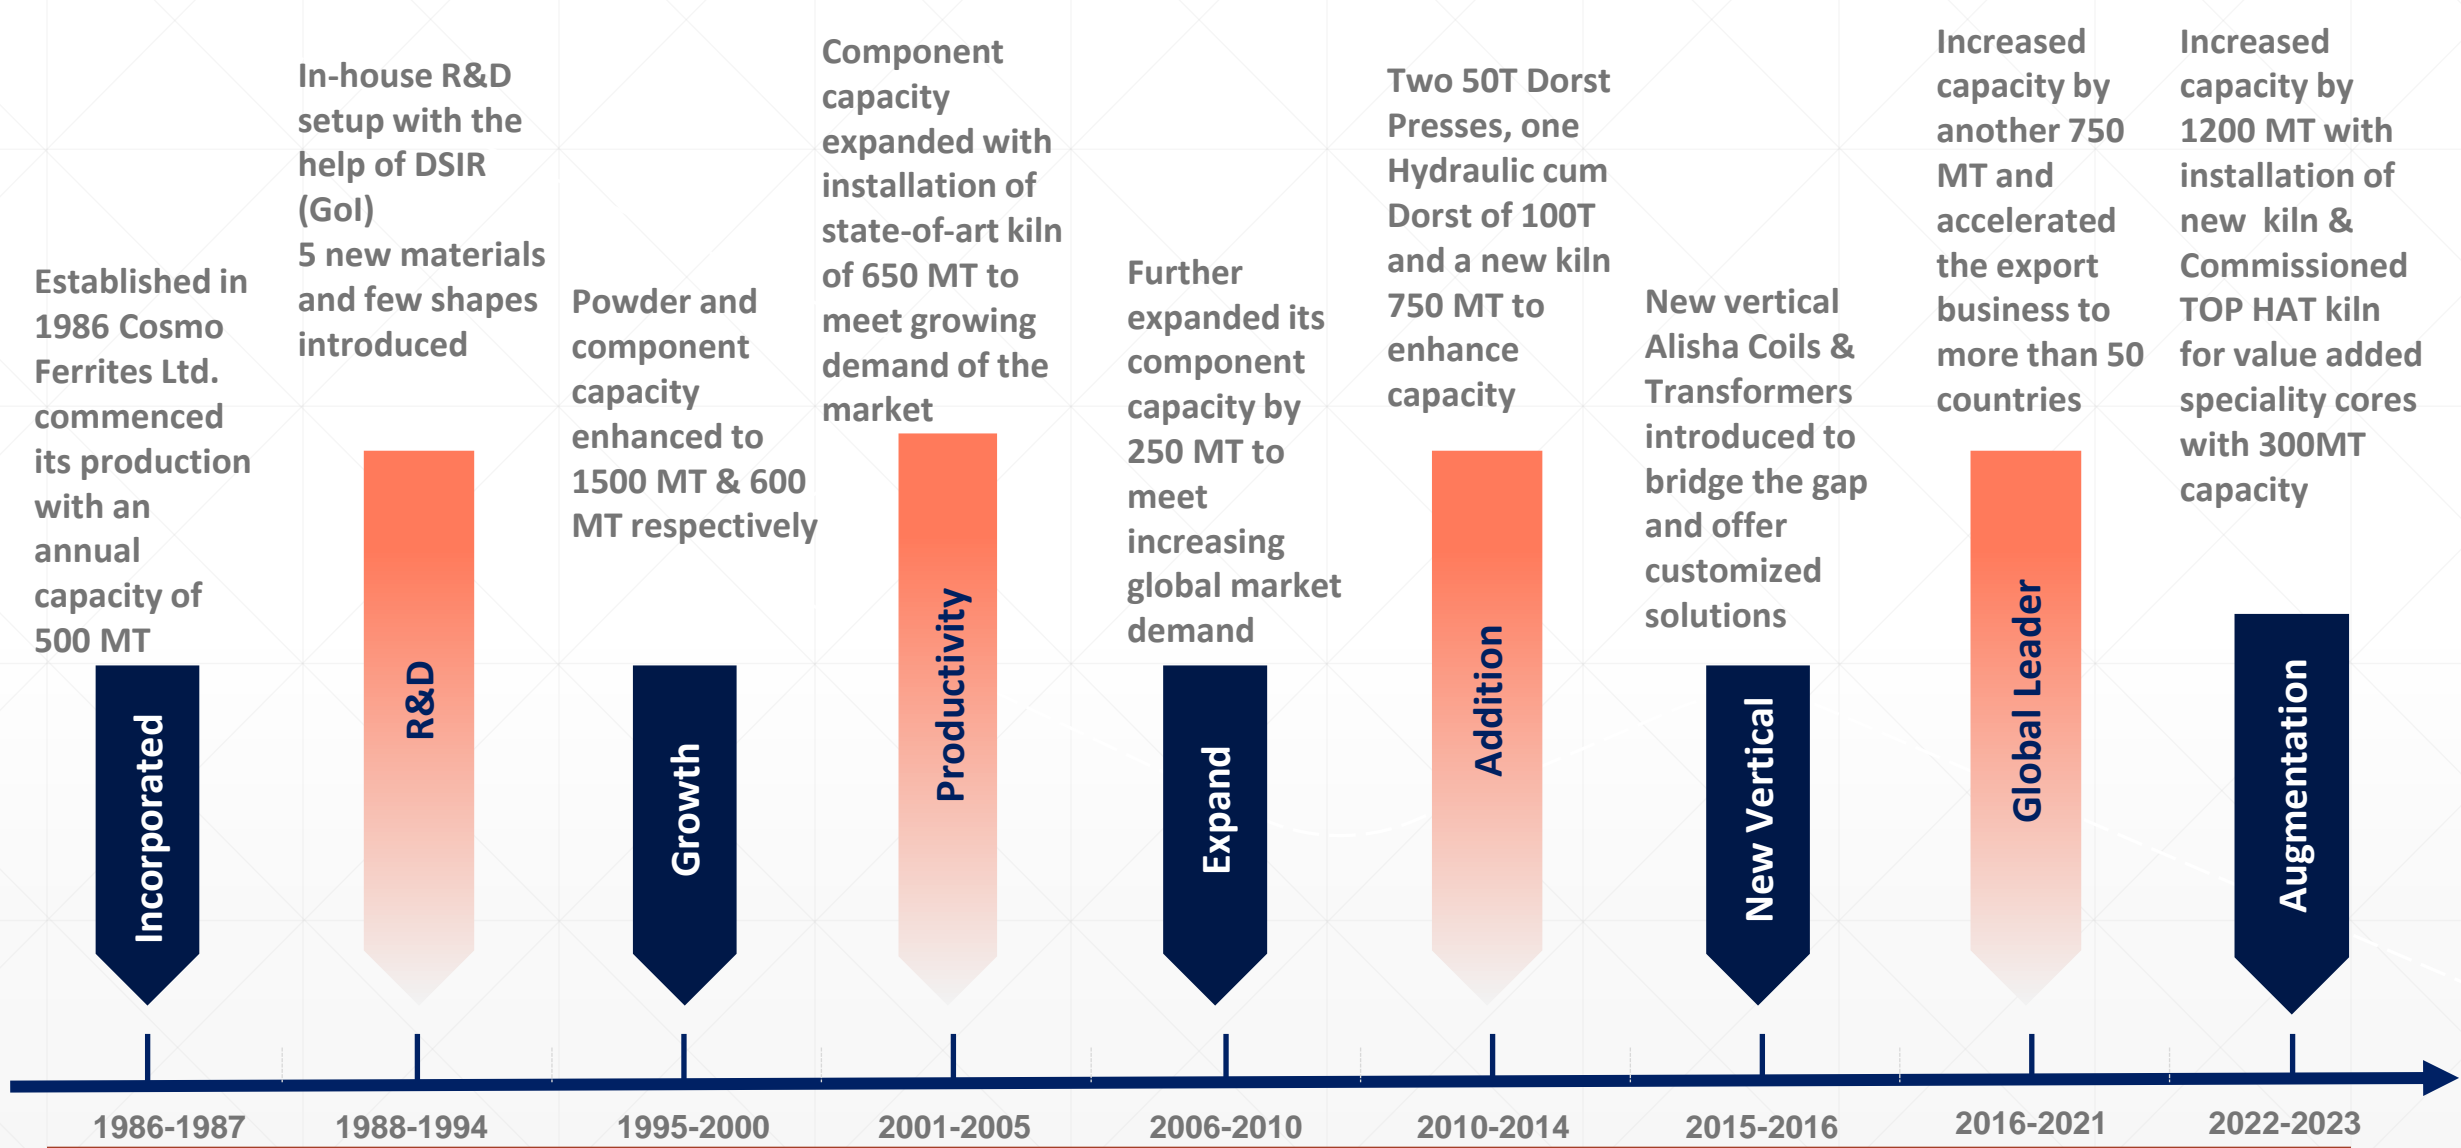 Established in
1986 Cosmo
Ferrites Ltd.
commenced
its production
with an
annual
capacity of
500 MT
Incorporated
1986-1987
In-house R&D
setup with the
help of DSIR
(GoI)
5 new materials
and few shapes
introduced
R&D
1988-1994
Powder and
component
capacity
enhanced to
1500 MT & 600
MT respectively
Growth
1995-2000
Component
capacity
expanded with
installation of
state-of-art kiln
of 650 MT to
meet growing
demand of the
market
Productivity
2001-2005
Further
expanded its
component
capacity by
250 MT to
meet
increasing
global market
demand
Expand
2006-2010
Two 50T Dorst
Presses, one
Hydraulic cum
Dorst of 100T
and a new kiln
750 MT to
enhance
capacity
Addition
2010-2014
New vertical
Alisha Coils &
Transformers
introduced to
bridge the gap
and offer
customized
solutions
New Vertical
2015-2016
Increased
capacity by
another 750
MT and
accelerated
the export
business to
more than 50
countries
Global Leader
2016-2021
Increased
capacity by
1200 MT with
installation of
new  kiln &
Commissioned
TOP HAT kiln
for value added
speciality cores
with 300MT
capacity
Augmentation
2022-2023